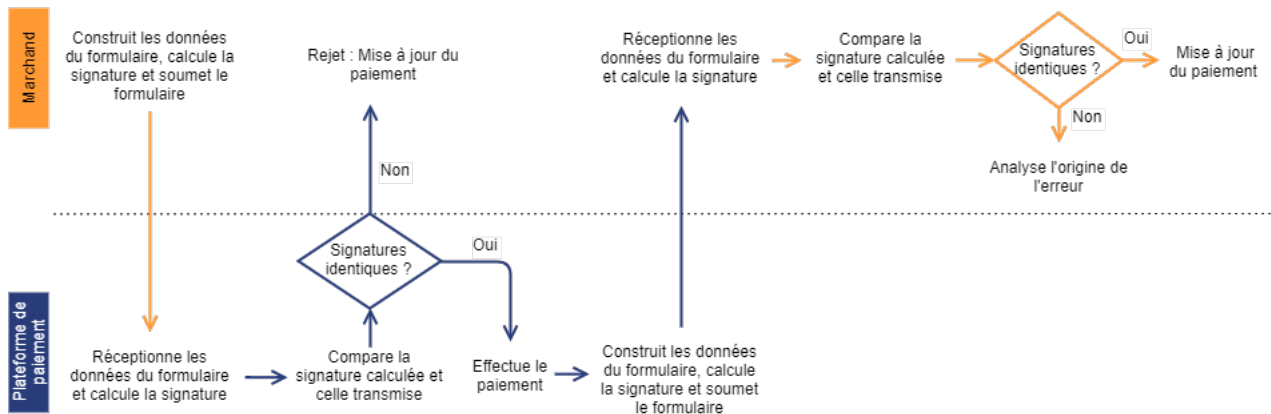 Marchand
Construit les données
du formulaire, calcule la
signature et soumet le
formulaire
Rejet : Mise à jour du
paiement
Réceptionne les
données du formulaire
et calcule la signature
Compare la
signature calculée
et celle transmise
Signatures
identiques ?
Oui
Mise à jour
du paiement
Non
Analyse l'origine de
l'erreur
Non
Signatures
identiques ?
Oui
Plateforme de
paiement
Réceptionne les
données du formulaire
et calcule la signature
Compare la
signature calculée et
celle transmise
Effectue le
paiement
Construit les données
du formulaire, calcule
la signature et soumet
le formulaire